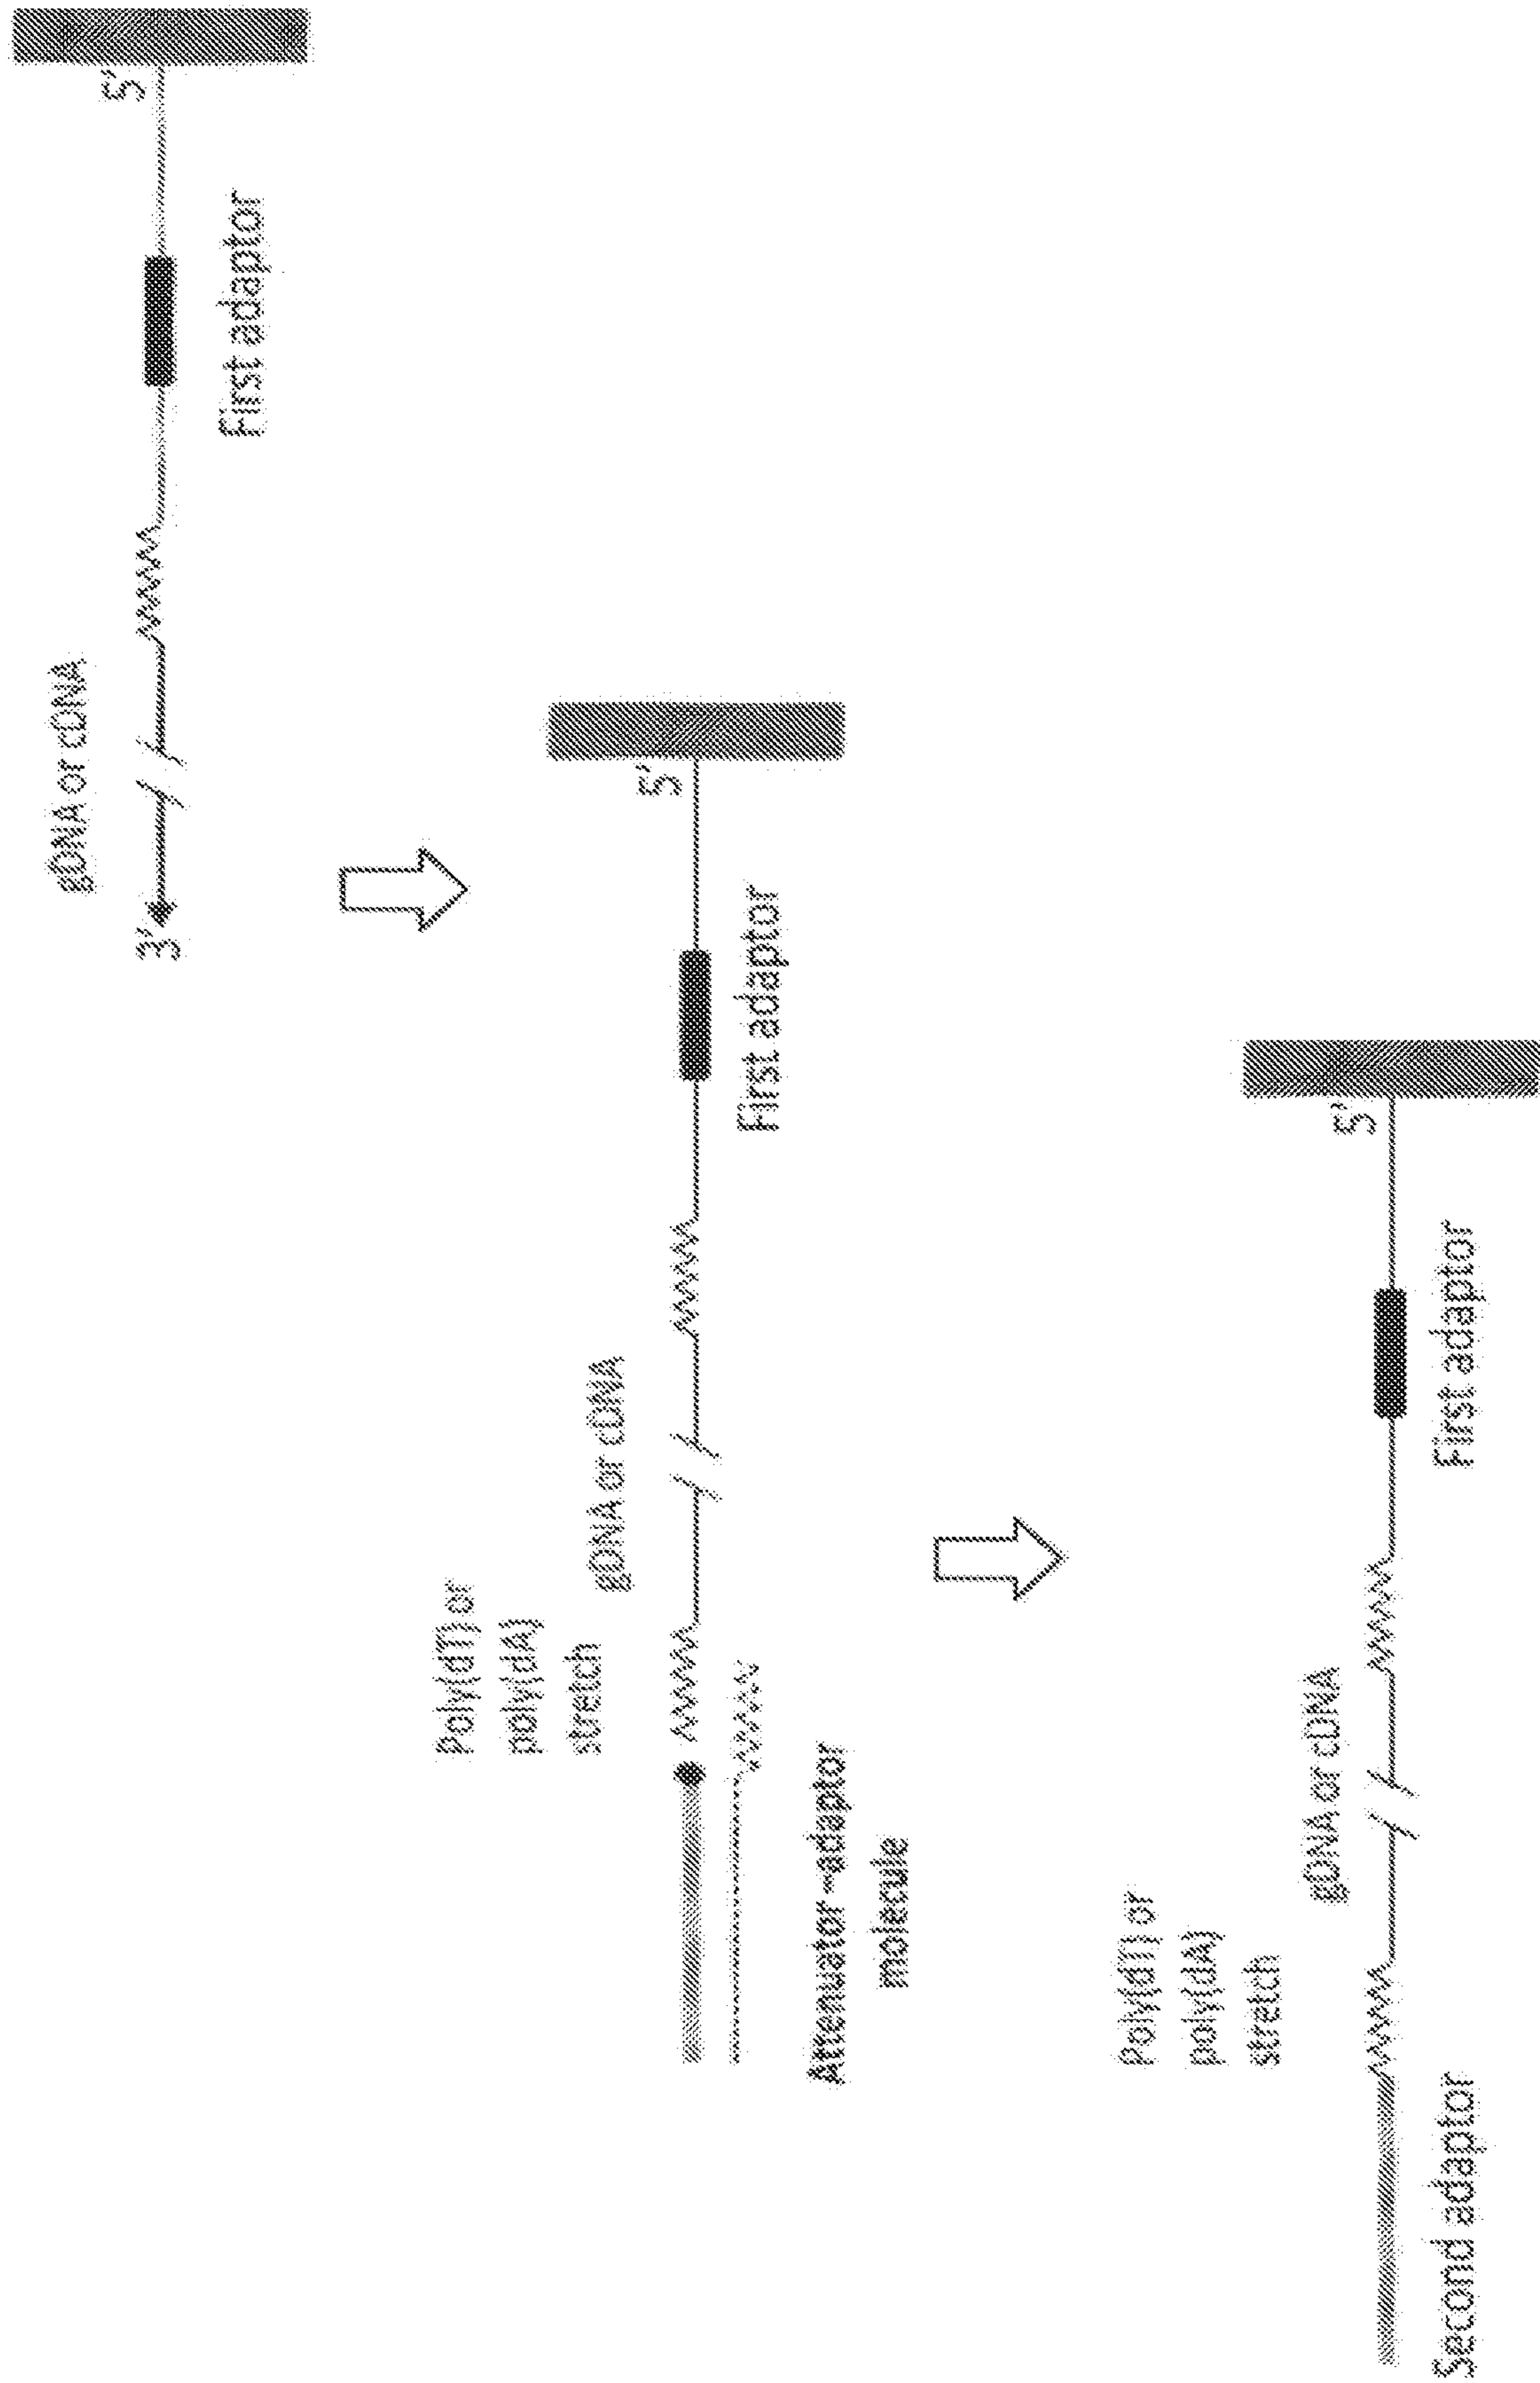 gDNA or cDNA
3'
5'
First adaptor
Poly(dT) or
poly(dA)
stretch
gDNA or cDNA
5'
First adaptor
Attenuator –adaptor
molecule
Poly(dT) or
poly(dA)
stretch
gDNA or cDNA
5'
First adaptor
Second adaptor